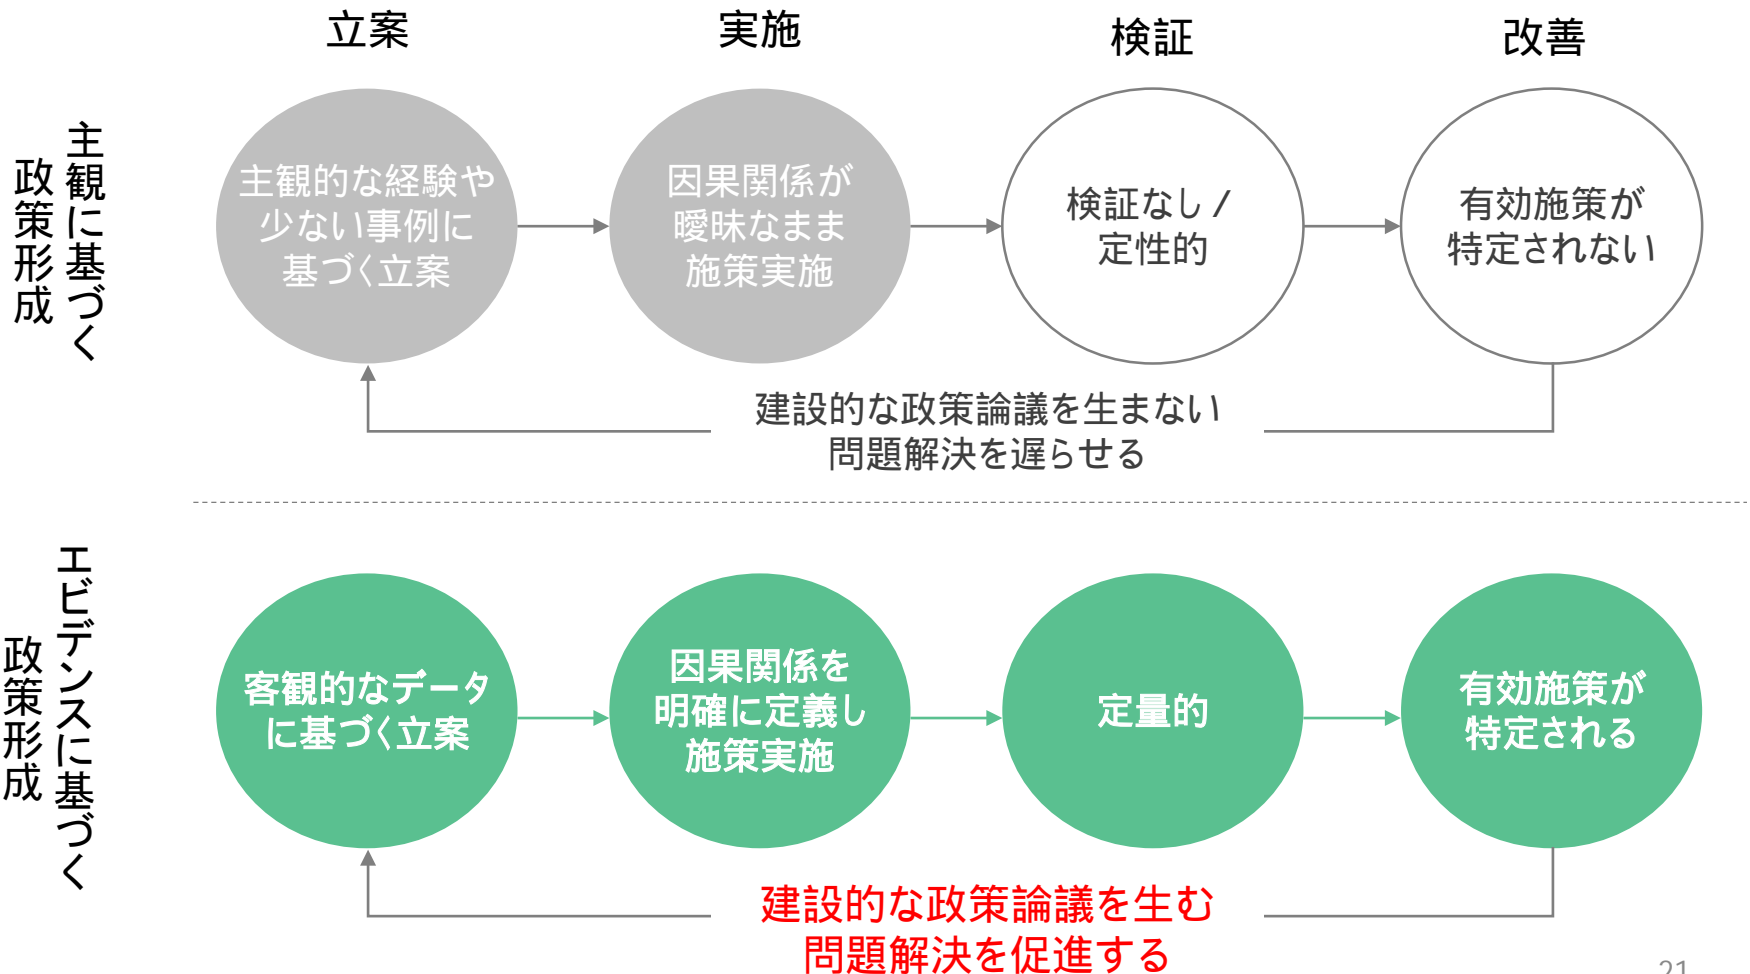 立案
実施
検証
改善
主観に基づく
政策形成
主観的な経験や
少ない事例に
基づく立案
因果関係が
曖昧なまま
施策実施
検証なし /
定性的
有効施策が
特定されない
建設的な政策論議を生まない
問題解決を遅らせる
エビデンスに基づく
政策形成
客観的なデータ
に基づく立案
因果関係を
明確に定義し
施策実施
定量的
有効施策が
特定される
建設的な政策論議を生む
問題解決を促進する
21